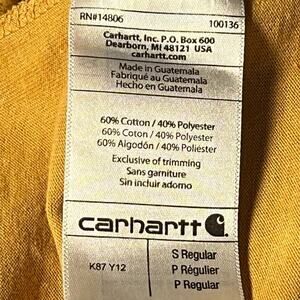 RN#14806 100136
Carhartt, Inc. P.O. Box 600
Dearborn, MI 48121 USA
carhartt.com
Made in Guatemala
Fabriqué au Guatemala
Hecho en Guatemala
60% Cotton / 40% Polyester
60% Coton / 40% Polyester
60% Algodón / 40% Poliéster
Exclusive of trimming
Sans garniture
Sin incluir adorno
carhartt
S Regular
K87 Y12 P Régulier
P Regular